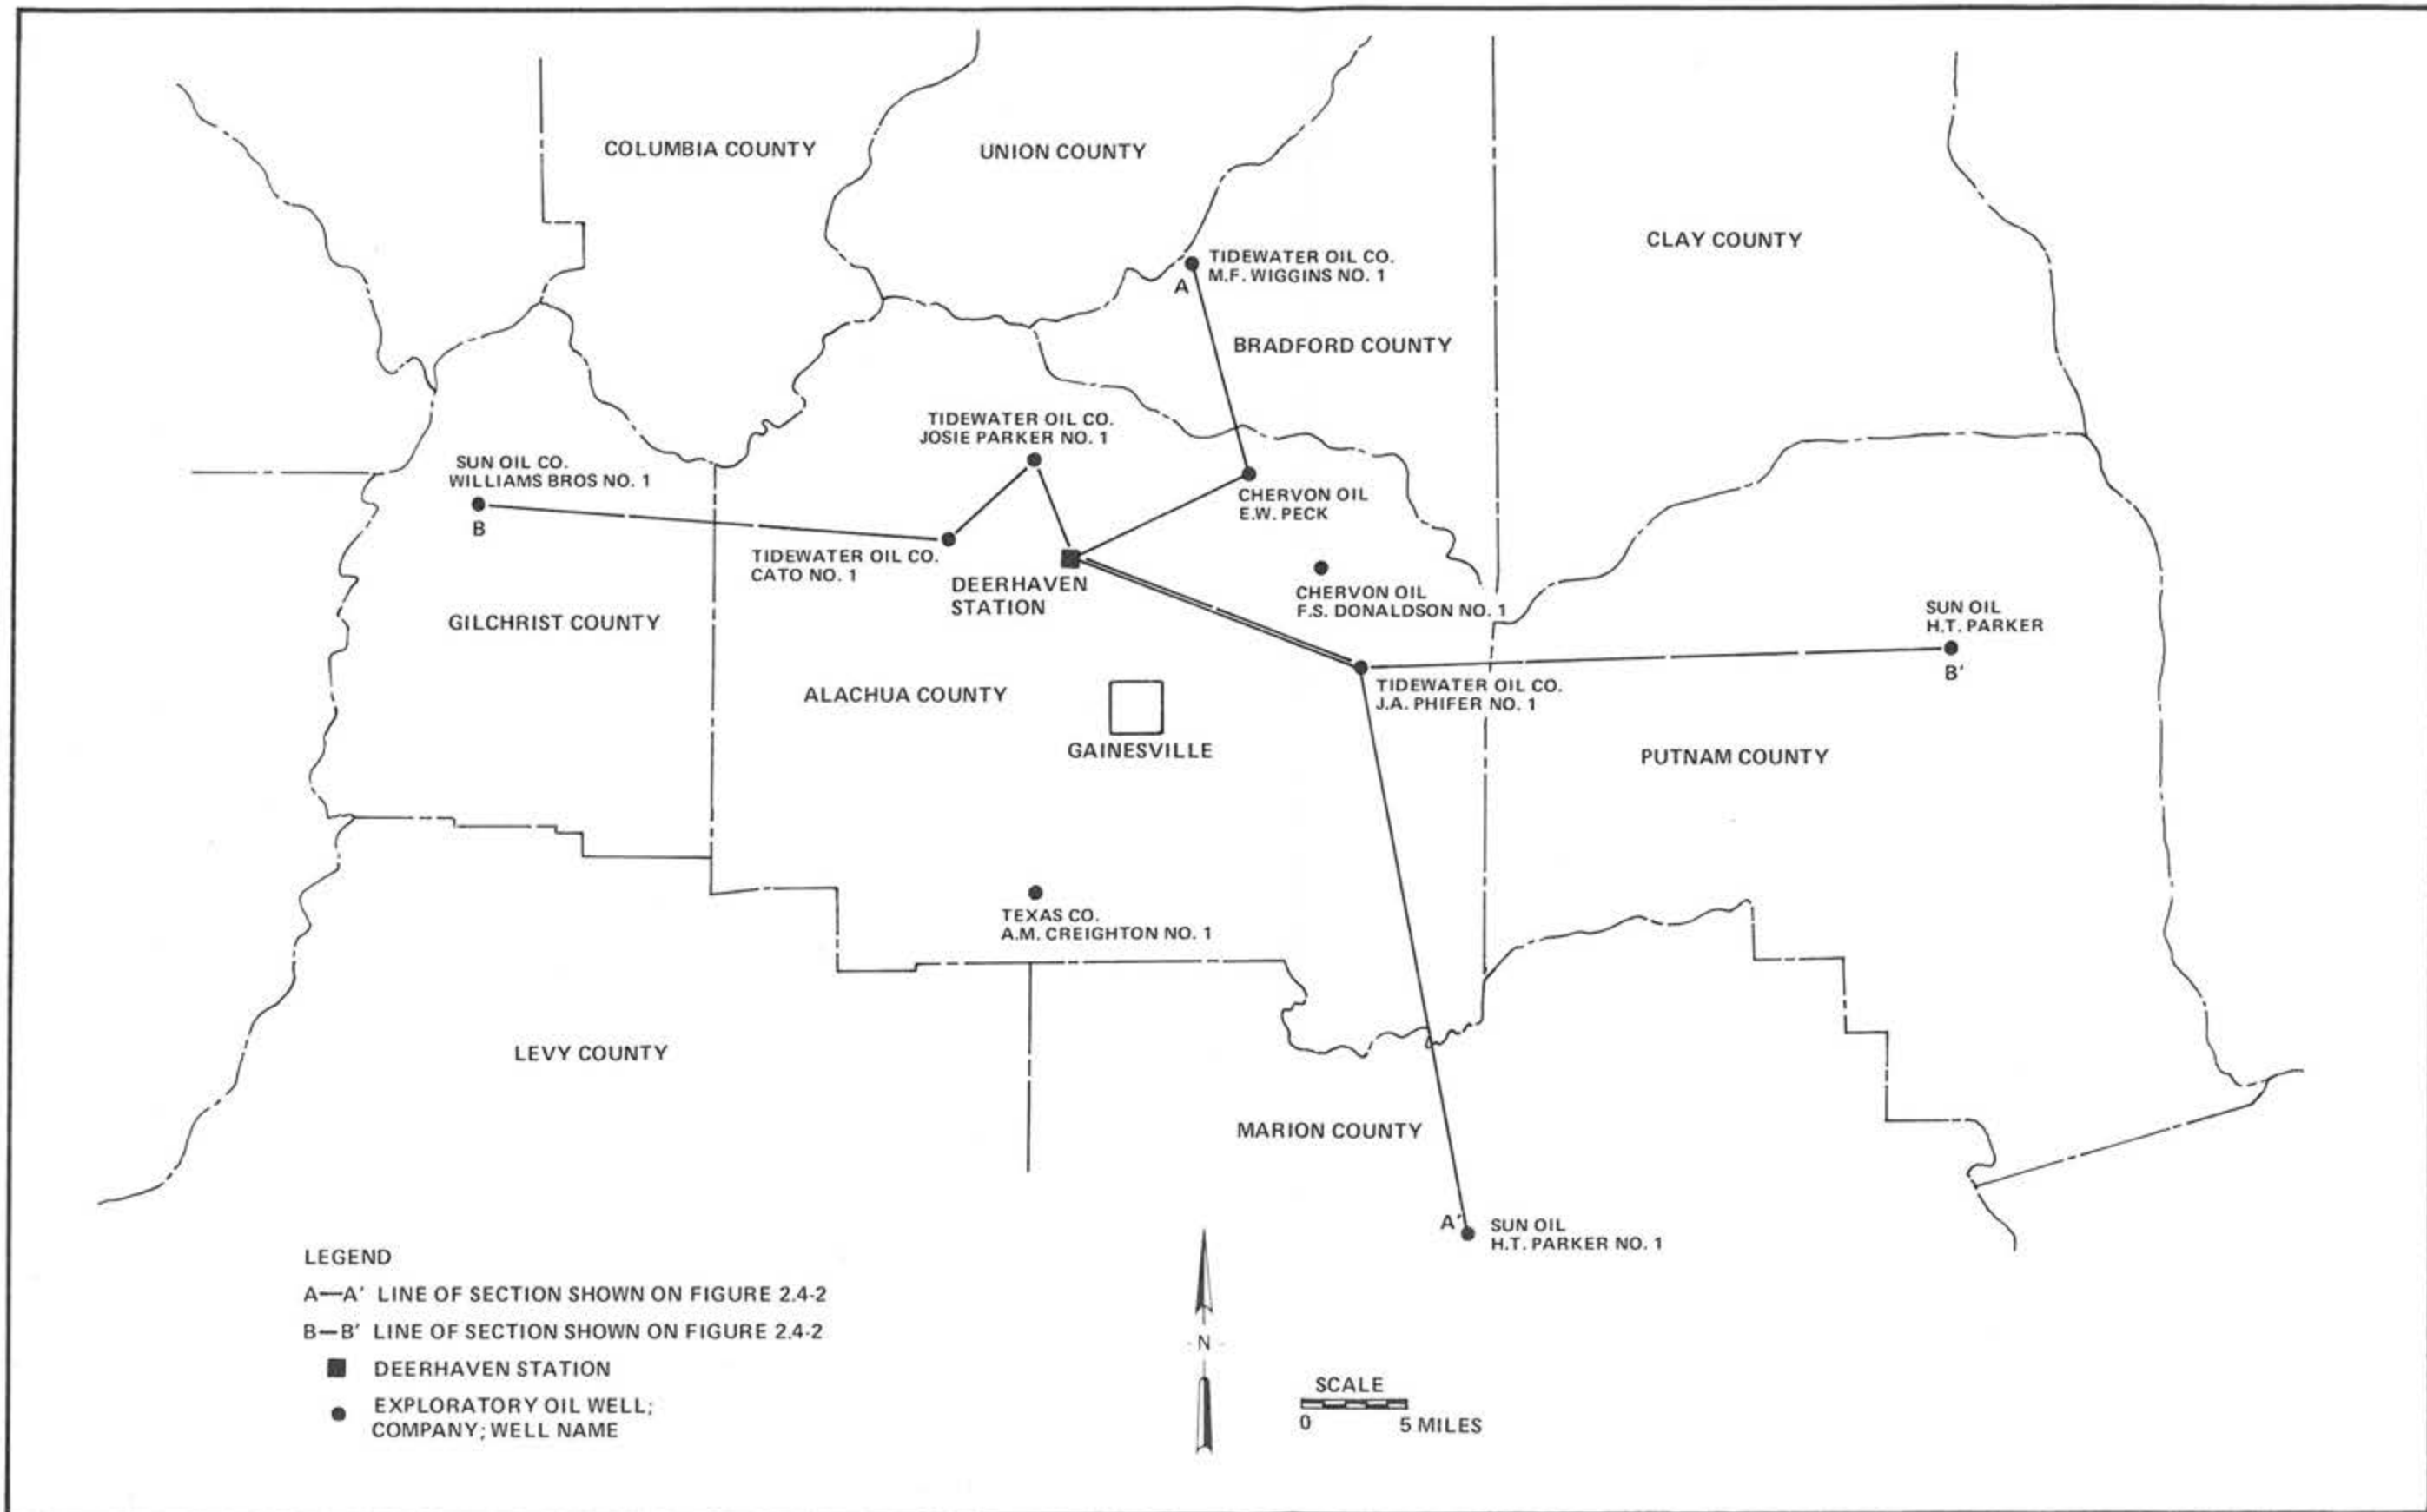 COLUMBIA COUNTY
UNION COUNTY
CLAY COUNTY
TIDEWATER OIL CO.
M.F. WIGGINS NO. 1
A
BRADFORD COUNTY
TIDEWATER OIL CO.
JOSIE PARKER NO. 1
SUN OIL CO.
WILLIAMS BROS NO. 1
B
CHERVON OIL
E.W. PECK
TIDEWATER OIL CO.
CATO NO. 1
DEERHAVEN
STATION
CHERVON OIL
F.S. DONALDSON NO. 1
SUN OIL
H.T. PARKER
B'
GILCHRIST COUNTY
ALACHUA COUNTY
TIDEWATER OIL CO.
J.A. PHIFER NO. 1
GAINESVILLE
PUTNAM COUNTY
TEXAS CO.
A.M. CREIGHTON NO. 1
LEVY COUNTY
MARION COUNTY
A'
SUN OIL
H.T. PARKER NO. 1
LEGEND
A—A' LINE OF SECTION SHOWN ON FIGURE 2.4-2
B—B' LINE OF SECTION SHOWN ON FIGURE 2.4-2
DEERHAVEN STATION
EXPLORATORY OIL WELL;
COMPANY; WELL NAME
N
SCALE
0 5 MILES